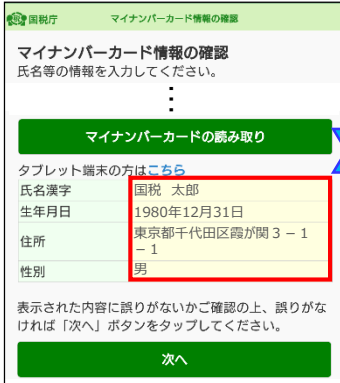 国税庁 マイナンバーカード情報の確認
マイナンバーカード情報の確認
氏名等の情報を入力してください。
マイナンバーカードの読み取り
タブレット端末の方はこちら
氏名漢字 国税 太郎
生年月日 1980年12月31日
住所 東京都千代田区霞が関3-1
-1
性別 男
表示された内容に誤りがないかご確認の上、誤りがな
ければ「次へ」ボタンをタップしてください。
次へ